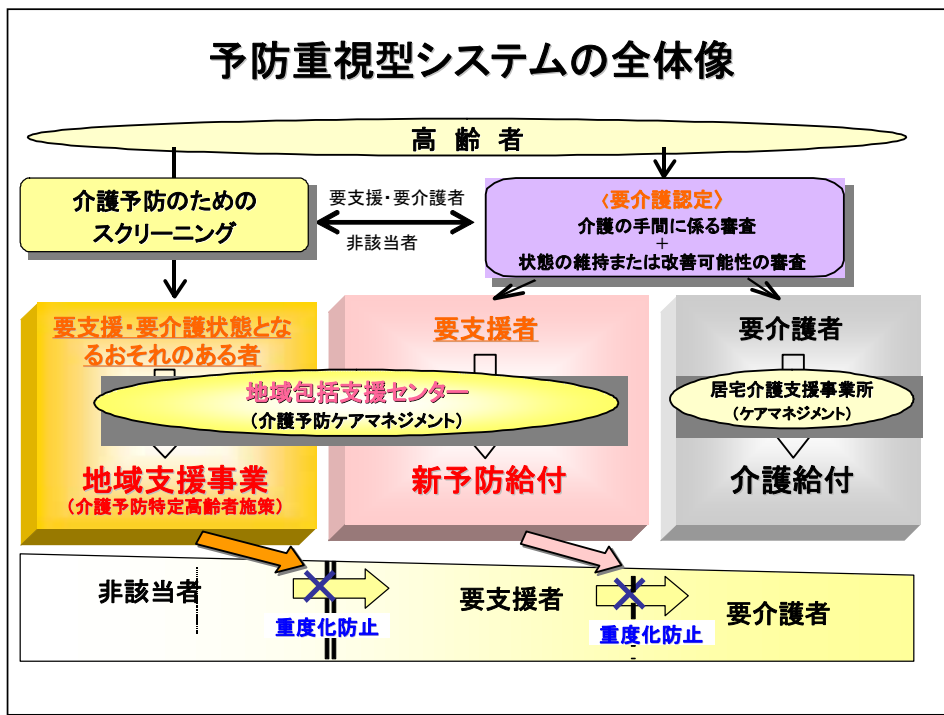 予防重視型システムの全体像
高 齢 者
介護予防のための
スクリーニング
要支援・要介護者
非該当者
〈要介護認定〉
介護の手間に係る審査
+
状態の維持または改善可能性の審査
要支援・要介護状態とな
るおそれのある者
要支援者
要介護者
地域包括支援センター
（介護予防ケアマネジメント）
居宅介護支援事業所
（ケアマネジメント）
地域支援事業
（介護予防特定高齢者施策）
新予防給付
介護給付
非該当者
重度化防止
要支援者
重度化防止
要介護者